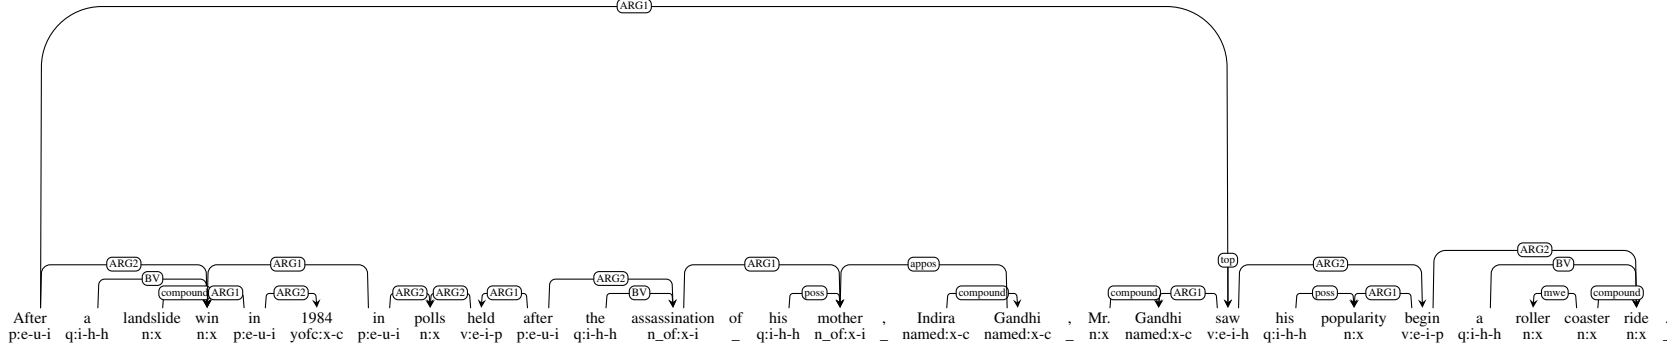 ARG1
top
ARG2
ARG2 ARG1 appos ARG2 BV
BV ARG2 ARG1
compound ARG1 ARG2 ARG2 ARG2 ARG1 BV poss compound compound ARG1 poss ARG1 mwe compound
After a landslide win in 1984 in polls held after the assassination of his mother , Indira Gandhi , Mr. Gandhi saw his popularity begin a roller coaster ride .
p:e-u-i q:i-h-h n:x n:x p:e-u-i yofc:x-c p:e-u-i n:x v:e-i-p p:e-u-i q:i-h-h n_of:x-i _ q:i-h-h n_of:x-i _ named:x-c named:x-c _ n:x named:x-c v:e-i-h q:i-h-h n:x v:e-i-p q:i-h-h n:x n:x n:x _